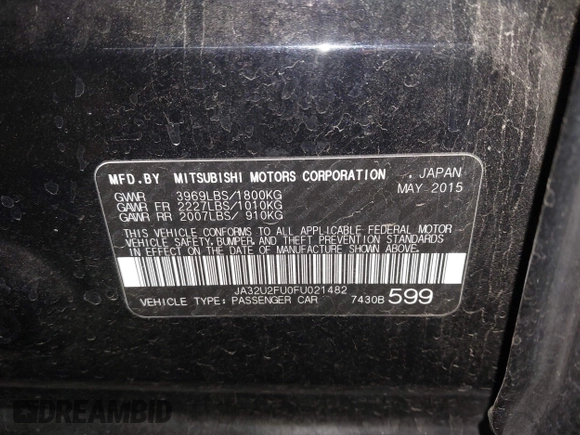 MFD.BY MITSUBISHI MOTORS CORPORATION , JAPAN
GVWR 3969LBS/1800KG MAY 2015
GAWR FR 2227LBS/1010KG
GAWR RR 2007LBS/ 910KG
THIS VEHICLE CONFORMS TO ALL APPLICABLE FEDERAL MOTOR
VEHICLE SAFETY, BUMPER, AND THEFT PREVENTION STANDARDS
IN EFFECT ON THE DATE OF MANUFACTURE SHOWN ABOVE.
JA32U2FU0FU021482
VEHICLE TYPE: PASSENGER CAR 7430B 599
DREAMBID